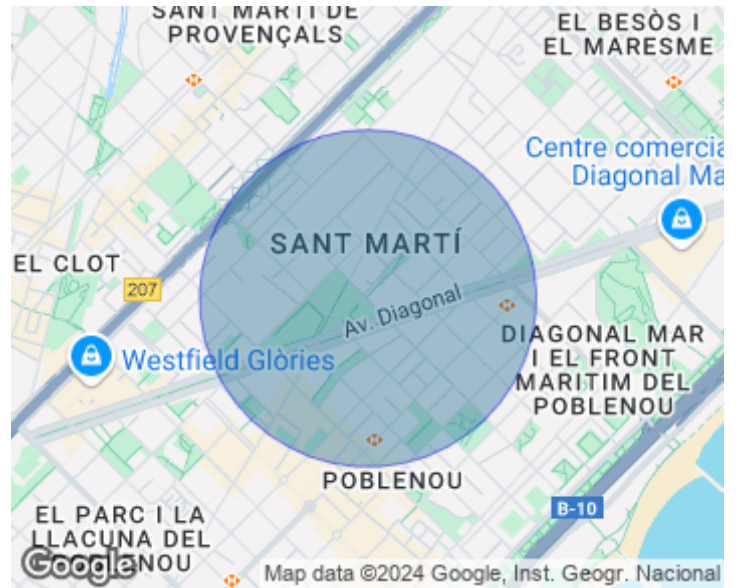 SANT MARTÍ DE
PROVENÇALS
EL BESÒS I
EL MARESME
Centre comercia
Diagonal Ma
SANT MARTÍ
EL CLOT
207
Av. Diagonal
Westfield Glòries
DIAGONAL MAR
I EL FRONT
MARITIM DEL
POBLENOU
POBLENOU
B-10
EL PARC I LA
LLACUNA DEL
POBLENOU
Google
Map data ©2024 Google, Inst. Geogr. Nacional